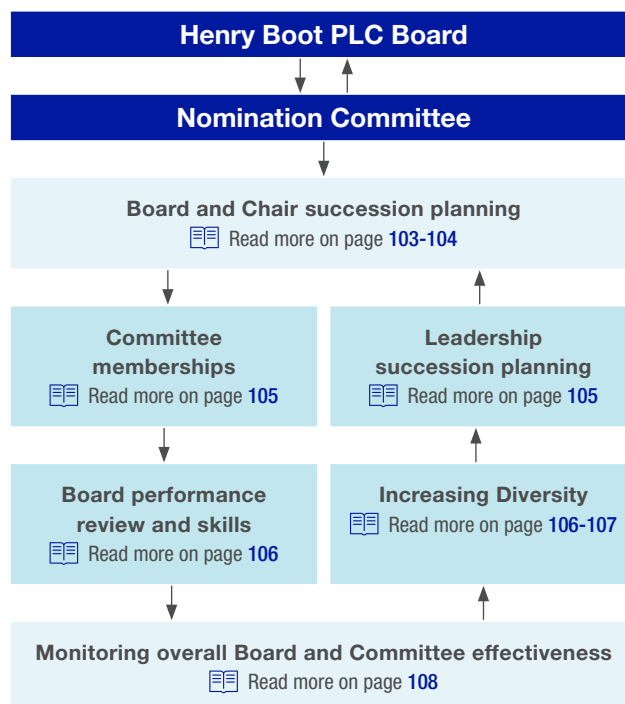 Henry Boot PLC Board
Nomination Committee
Board and Chair succession planning
Read more on page 103-104
Committee
memberships
Read more on page 105
Leadership
succession planning
Read more on page 105
Board performance
review and skills
Read more on page 106
Increasing Diversity
Read more on page 106-107
Monitoring overall Board and Committee effectiveness
Read more on page 108